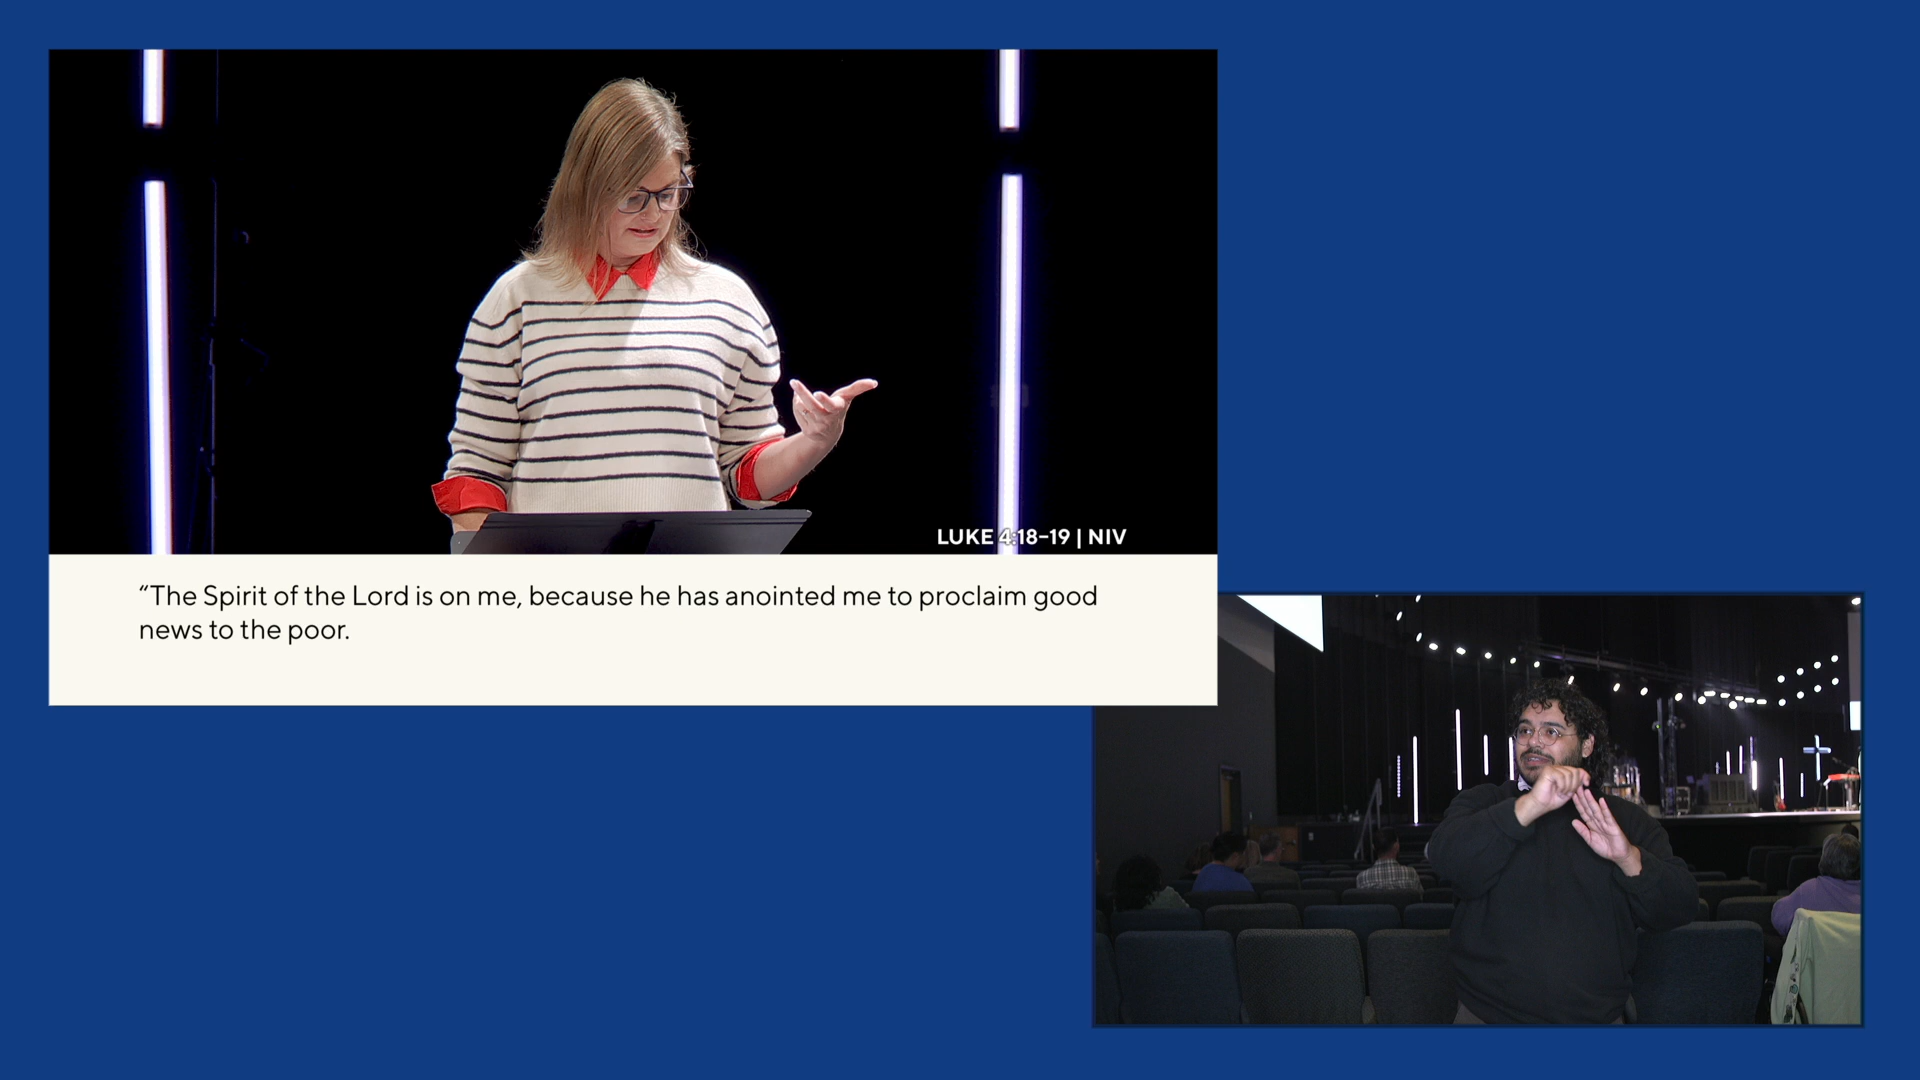 LUKE 4:18–19 | NIV
“The Spirit of the Lord is on me, because he has anointed me to proclaim good
news to the poor.